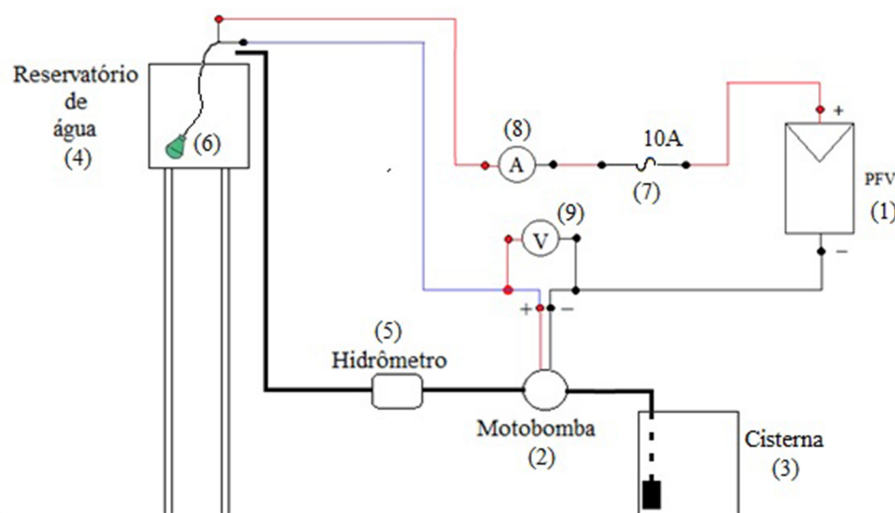 Reservatório
de
água
(4)
(6)
(8)
A
10A
(7)
+
PFV
(1)
−
(9)
V
+ −
(5)
Hidrômetro
Motobomba
(2)
Cisterna
(3)